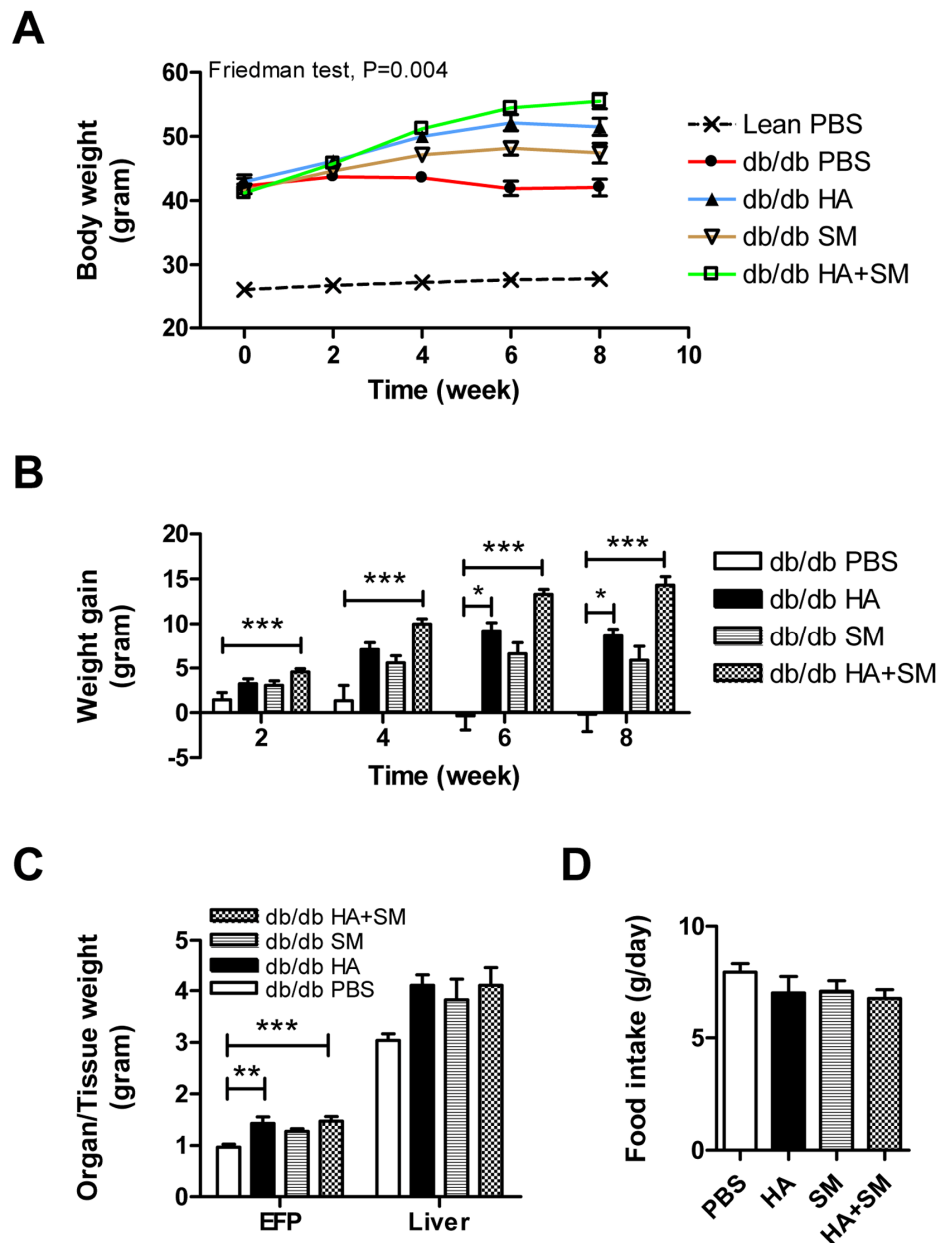 A
Friedman test, P=0.004
60
50
40
30
20
Body weight
(gram)
0 2 4 6 8 10
Time (week)
Lean PBS
db/db PBS
db/db HA
db/db SM
db/db HA+SM
B
20
15
10
5
0
-5
Weight gain
(gram)
***
***
***
*
***
*
2 4 6 8
Time (week)
db/db PBS
db/db HA
db/db SM
db/db HA+SM
C
db/db HA+SM
db/db SM
db/db HA
db/db PBS
5
4
3
2
1
0
Organ/Tissue weight
(gram)
***
**
EFP Liver
D
10
5
0
Food intake (g/day)
PBS HA SM HA+SM